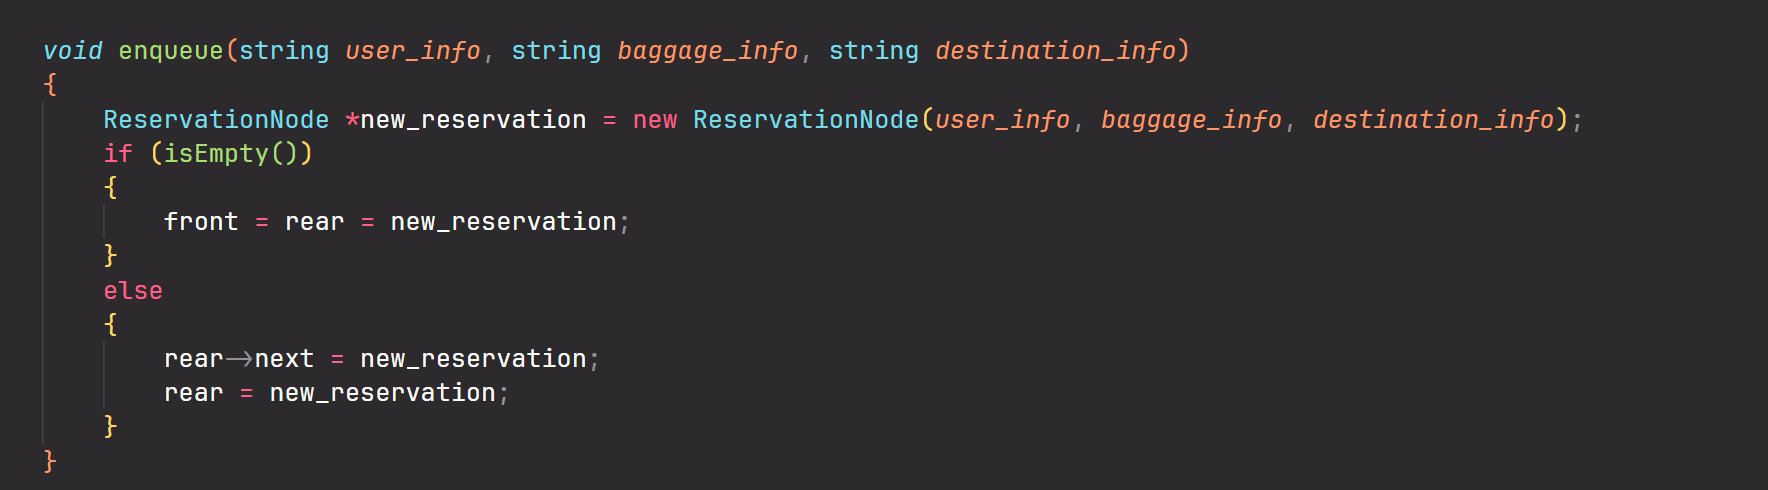 void enqueue(string user_info, string baggage_info, string destination_info)
{
    ReservationNode *new_reservation = new ReservationNode(user_info, baggage_info, destination_info);
    if (isEmpty())
    {
        front = rear = new_reservation;
    }
    else
    {
        rear->next = new_reservation;
        rear = new_reservation;
    }
}